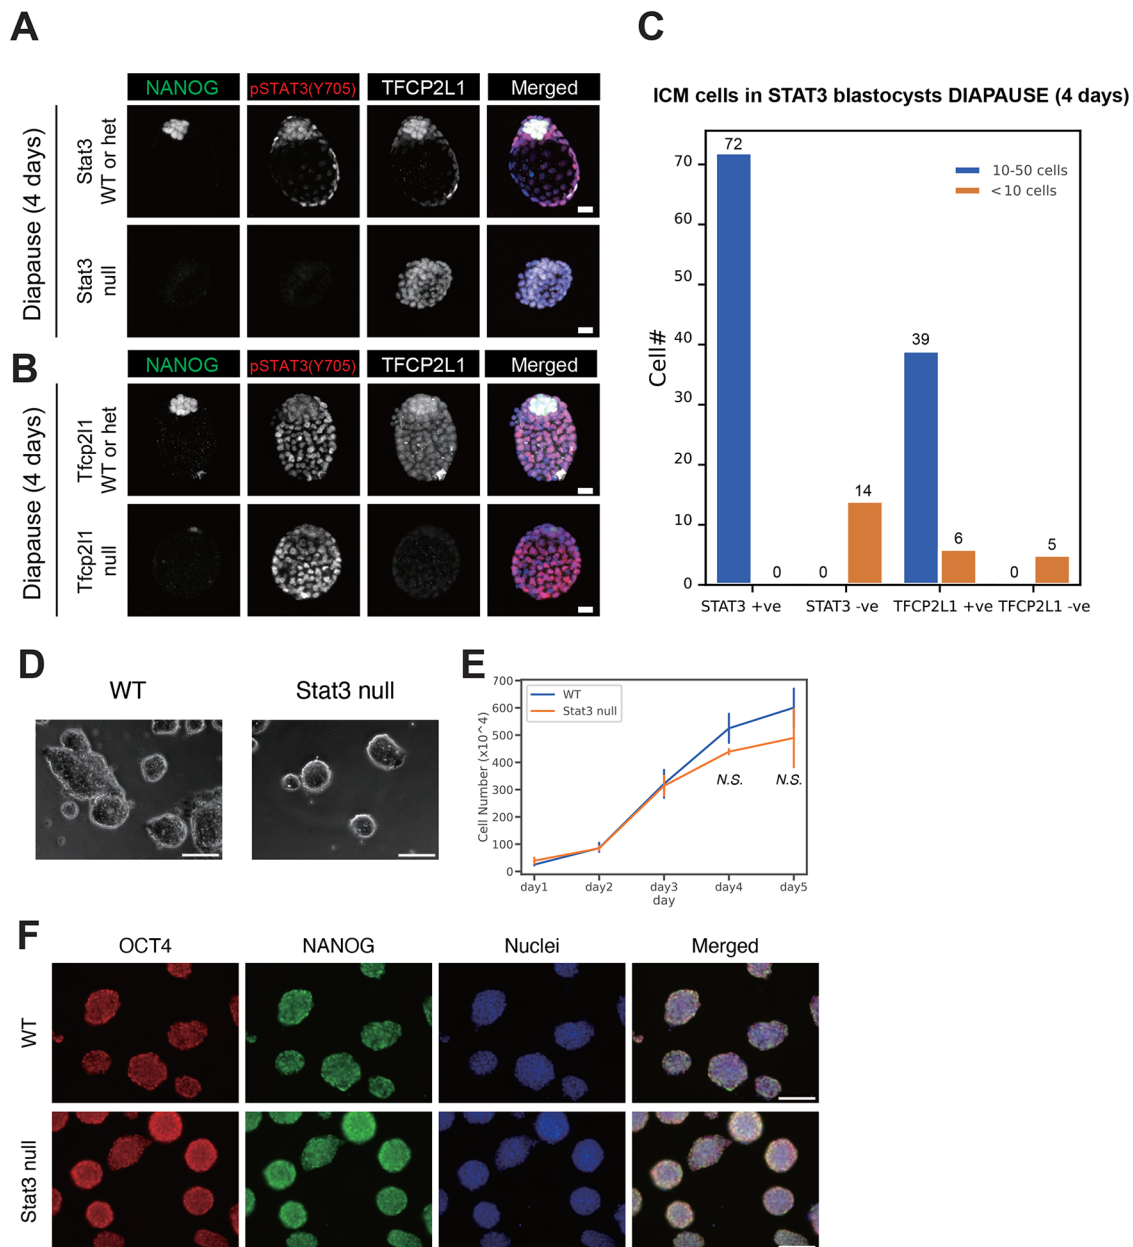 A
NANOG
pSTAT3(Y705)
TFCP2L1
Merged
Diapause (4 days)
Stat3
WT or het
Stat3
null
B
NANOG
pSTAT3(Y705)
TFCP2L1
Merged
Diapause (4 days)
Tfcp2l1
WT or het
Tfcp2l1
null
C
ICM cells in STAT3 blastocysts DIAPAUSE (4 days)
10-50 cells
<10 cells
Cell#
70
60
50
40
30
20
10
0
72
0
0
14
39
6
0
5
STAT3 +ve
STAT3 -ve
TFCP2L1 +ve
TFCP2L1 -ve
D
WT
Stat3 null
E
WT
Stat3 null
Cell Number (x10^4)
700
600
500
400
300
200
100
0
N.S.
N.S.
day1
day2
day3
day4
day5
day
F
OCT4
NANOG
Nuclei
Merged
WT
Stat3 null